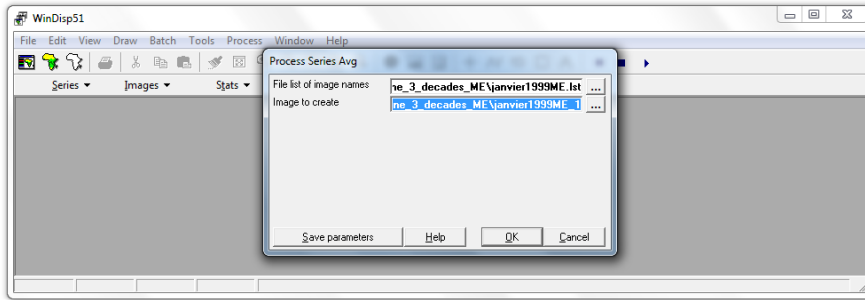 WinDisp51
File Edit View Draw Batch Tools Process Window Help
Process Series Avg
Series Images Stats
File list of image names ne_3_decades_ME\janvier1999ME.lst ...
Image to create ne_3_decades_ME\janvier1999ME_1 ...
Save parameters Help OK Cancel